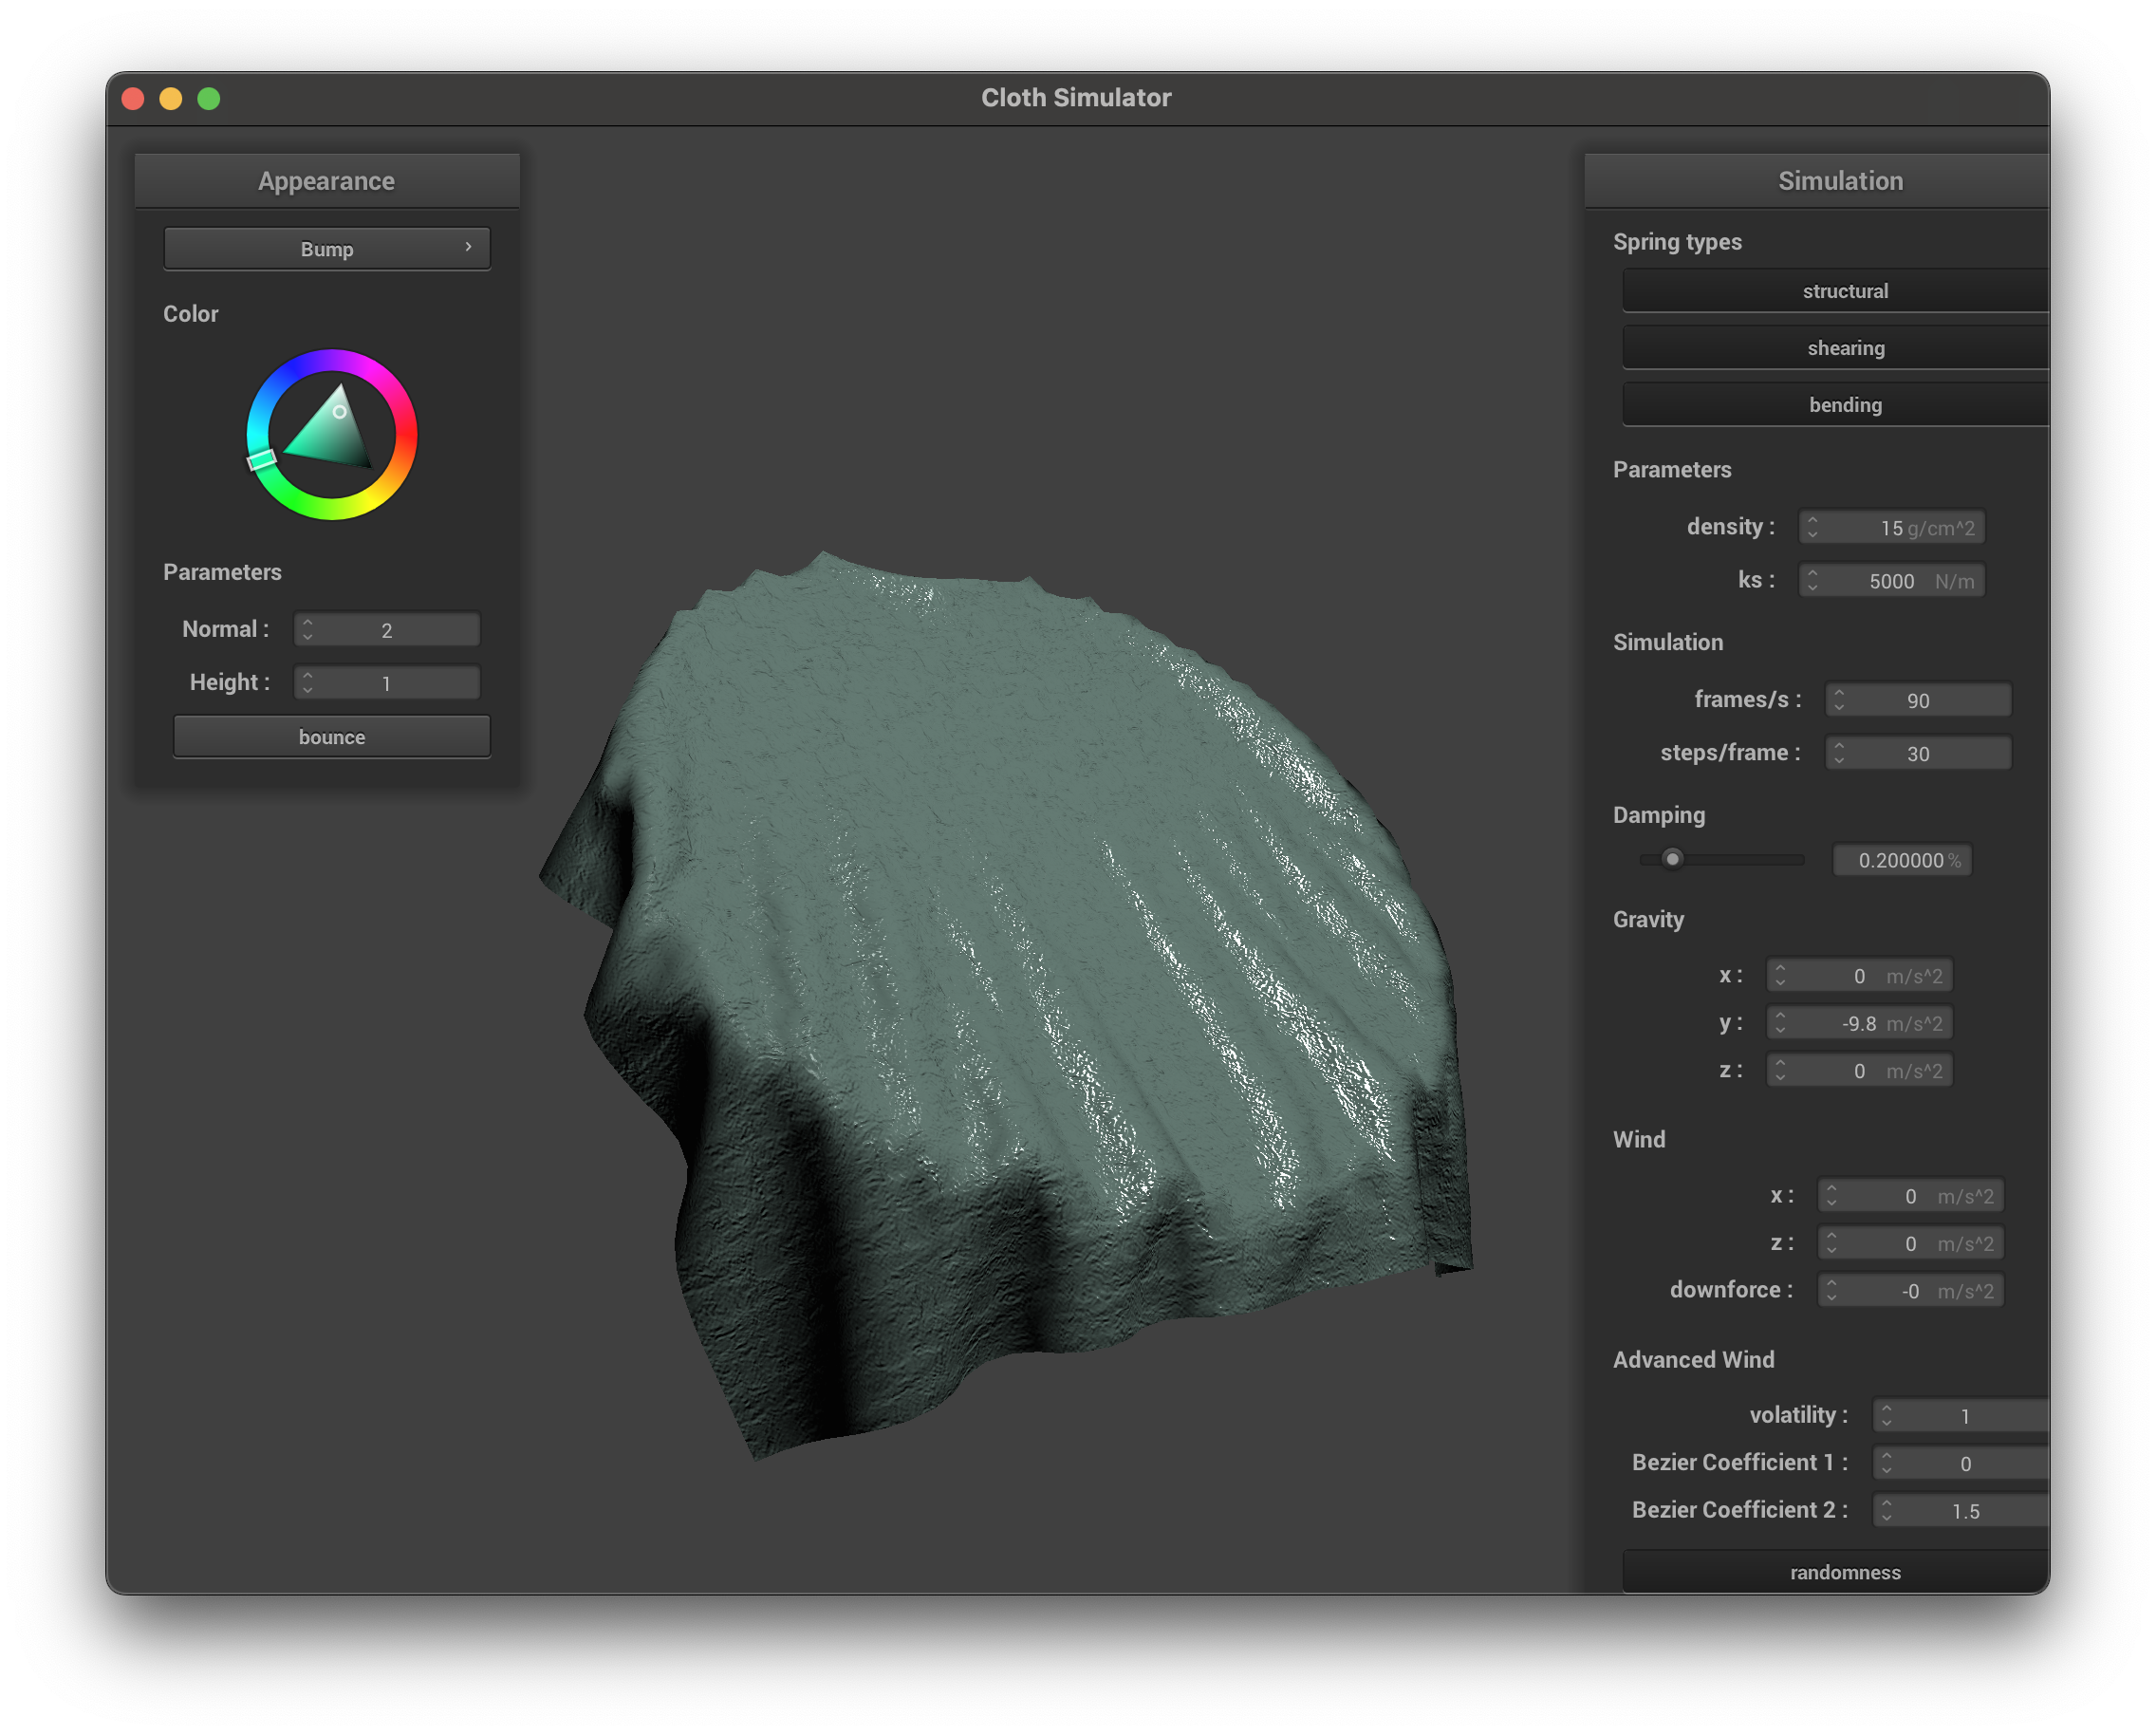 Cloth Simulator
Appearance
Bump
Color
Parameters
Normal : 2
Height : 1
bounce
Simulation
Spring types
structural
shearing
bending
Parameters
density : 15 g/cm^2
ks : 5000 N/m
Simulation
frames/s : 90
steps/frame : 30
Damping
0.200000 %
Gravity
x : 0 m/s^2
y : -9.8 m/s^2
z : 0 m/s^2
Wind
x : 0 m/s^2
z : 0 m/s^2
downforce : -0 m/s^2
Advanced Wind
volatility : 1
Bezier Coefficient 1 : 0
Bezier Coefficient 2 : 1.5
randomness